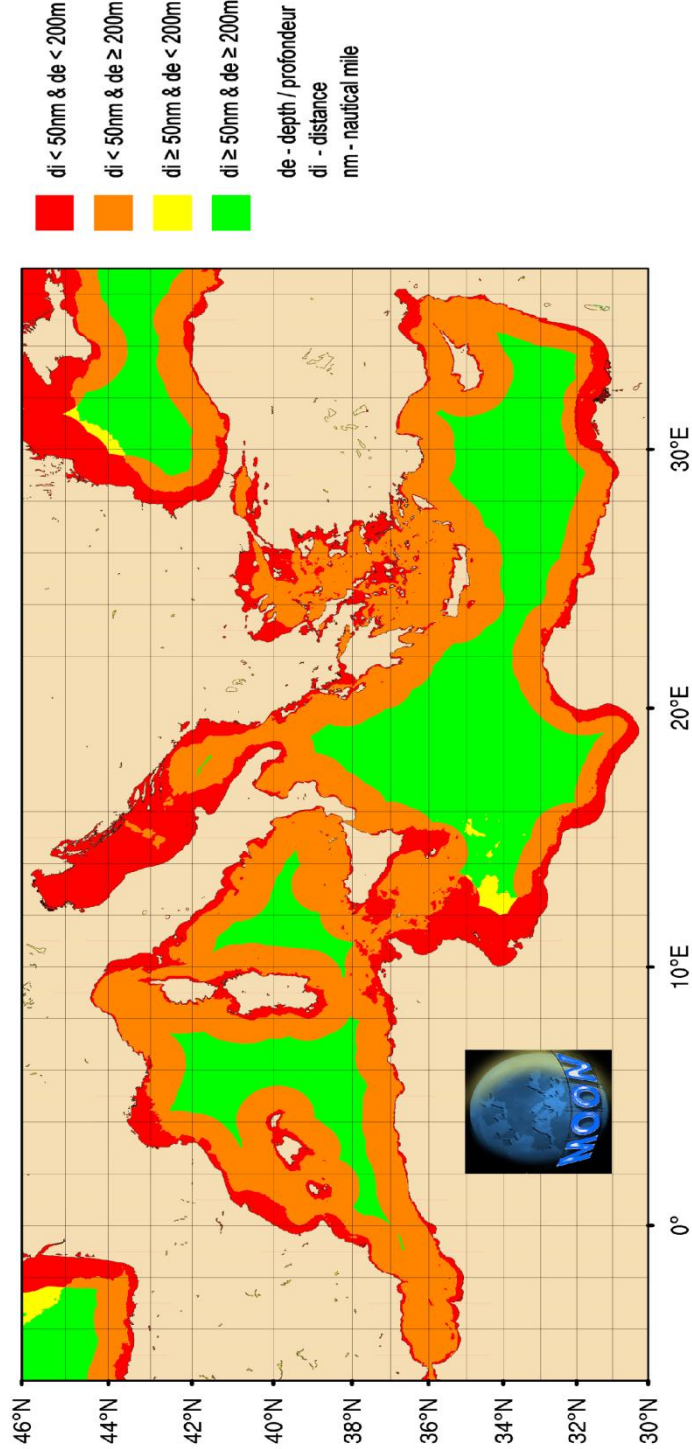 di < 50nm & de < 200m
di < 50nm & de ≥ 200m
di ≥ 50nm & de < 200m
di ≥ 50nm & de ≥ 200m
de - depth / profondeur
di - distance
nm - nautical mile
46°N
44°N
42°N
40°N
38°N
36°N
34°N
32°N
30°N
0°
10°E
20°E
30°E
MOON